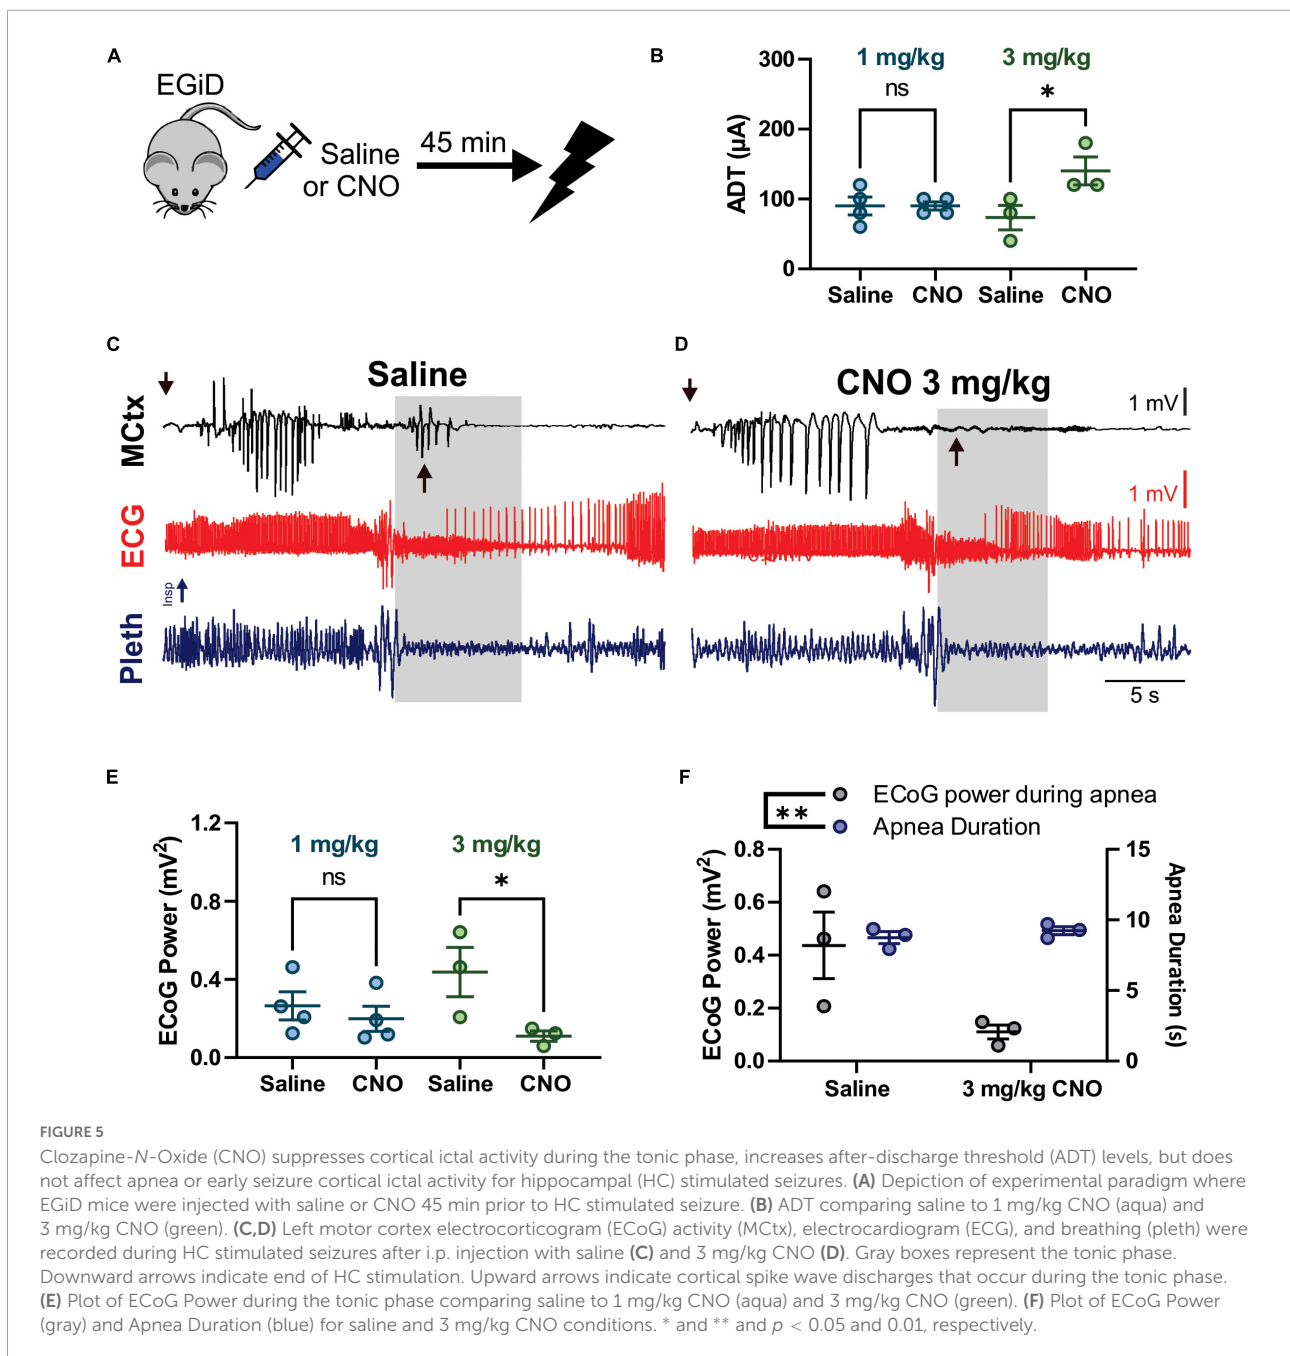 A
EGiD
Saline
or CNO
45 min
B
1 mg/kg
3 mg/kg
ns
*
300
200
100
0
ADT (µA)
Saline
CNO
Saline
CNO
C
Saline
MCtx
ECG
Insp
Pleth
D
CNO 3 mg/kg
1 mV
1 mV
5 s
E
1 mg/kg
3 mg/kg
ns
*
1.2
0.8
0.4
0.0
ECoG Power (mV²)
Saline
CNO
Saline
CNO
F
**
ECoG power during apnea
Apnea Duration
0.8
0.6
0.4
0.2
0.0
ECoG Power (mV²)
15
10
5
0
Apnea Duration (s)
Saline
3 mg/kg CNO
FIGURE 5
Clozapine-N-Oxide (CNO) suppresses cortical ictal activity during the tonic phase, increases after-discharge threshold (ADT) levels, but does
not affect apnea or early seizure cortical ictal activity for hippocampal (HC) stimulated seizures. (A) Depiction of experimental paradigm where
EGiD mice were injected with saline or CNO 45 min prior to HC stimulated seizure. (B) ADT comparing saline to 1 mg/kg CNO (aqua) and
3 mg/kg CNO (green). (C,D) Left motor cortex electrocorticogram (ECoG) activity (MCtx), electrocardiogram (ECG), and breathing (pleth) were
recorded during HC stimulated seizures after i.p. injection with saline (C) and 3 mg/kg CNO (D). Gray boxes represent the tonic phase.
Downward arrows indicate end of HC stimulation. Upward arrows indicate cortical spike wave discharges that occur during the tonic phase.
(E) Plot of ECoG Power during the tonic phase comparing saline to 1 mg/kg CNO (aqua) and 3 mg/kg CNO (green). (F) Plot of ECoG Power
(gray) and Apnea Duration (blue) for saline and 3 mg/kg CNO conditions. * and ** and p < 0.05 and 0.01, respectively.